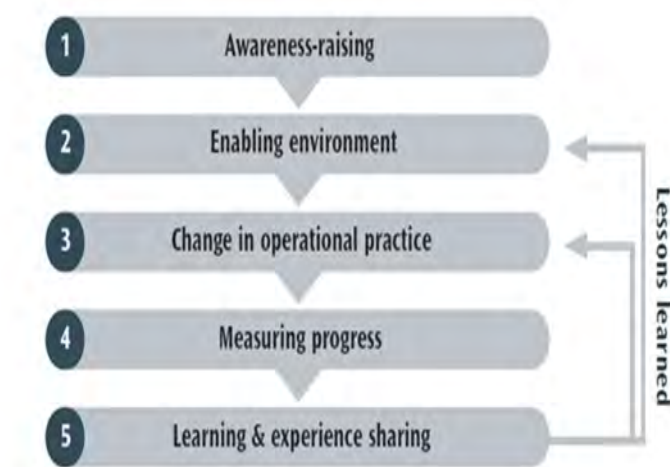 1 Awareness-raising
2 Enabling environment
3 Change in operational practice
4 Measuring progress
5 Learning & experience sharing
Lessons learned